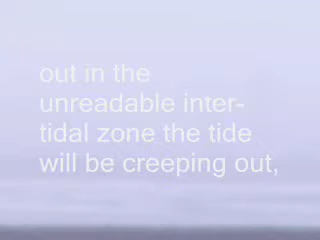 out in the
unreadable inter-
tidal zone the tide
will be creeping out,